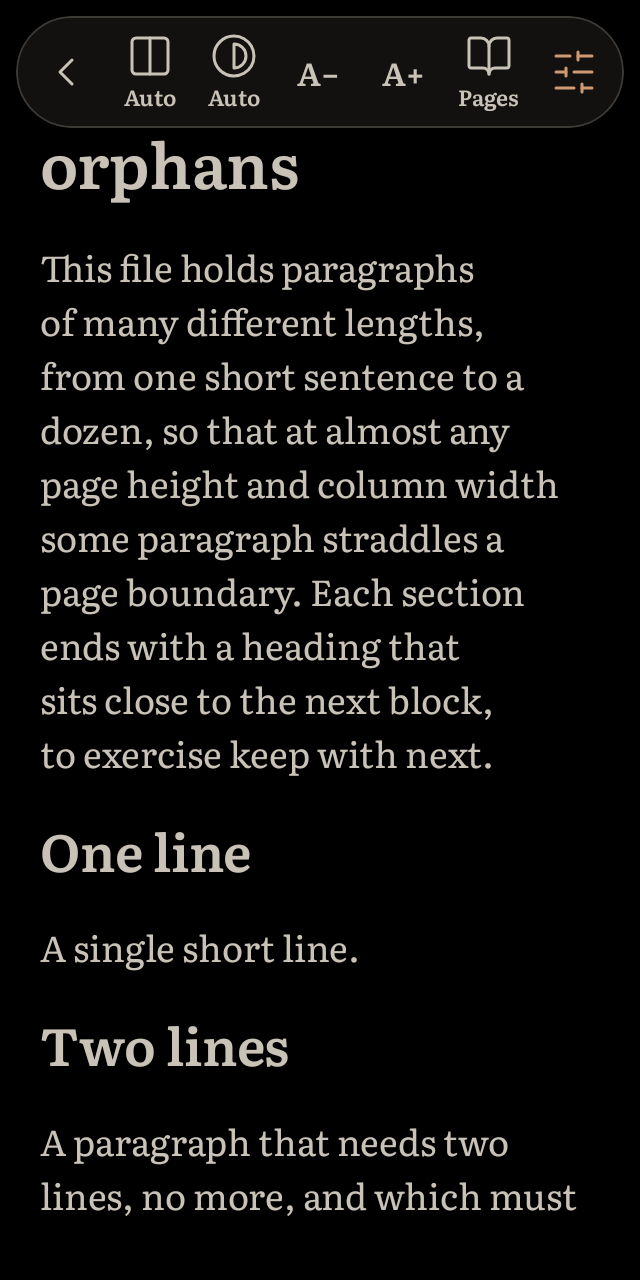 Auto
Auto
A−
A+
Pages
orphans
This file holds paragraphs
of many different lengths,
from one short sentence to a
dozen, so that at almost any
page height and column width
some paragraph straddles a
page boundary. Each section
ends with a heading that
sits close to the next block,
to exercise keep with next.
One line
A single short line.
Two lines
A paragraph that needs two
lines, no more, and which must